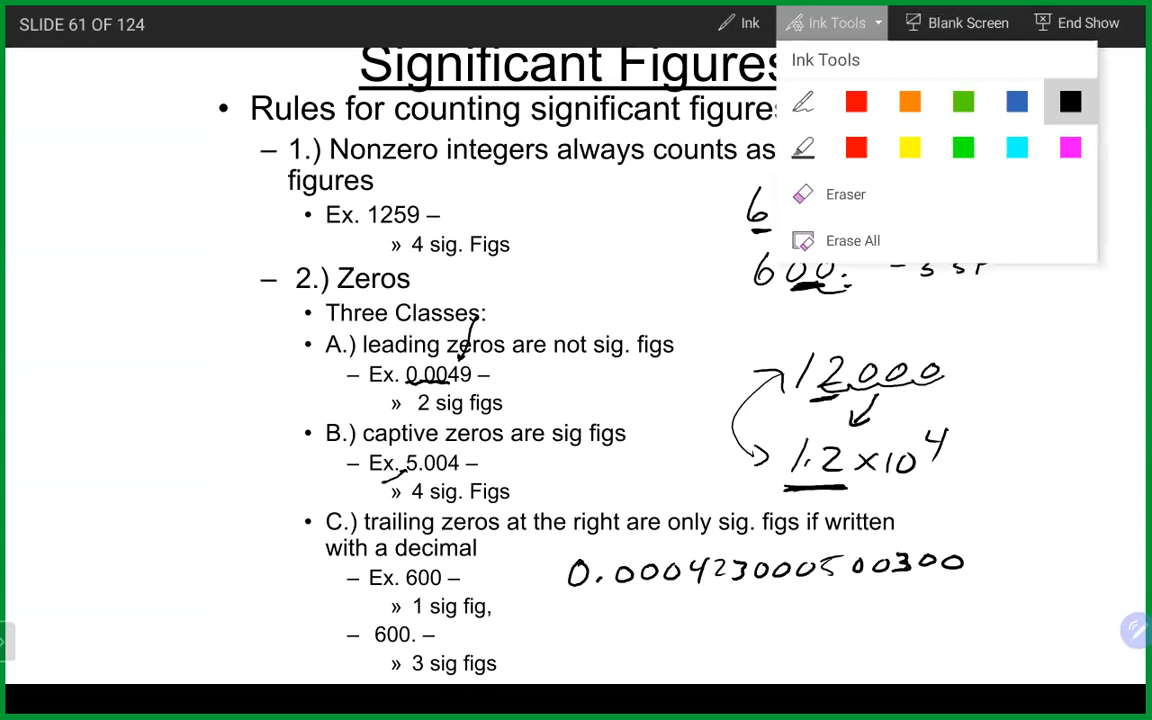 SLIDE 61 OF 124
Ink
Ink Tools
Blank Screen
End Show
Ink Tools
Eraser
Erase All
Significant Figures
• Rules for counting significant figures
– 1.) Nonzero integers always counts as
figures
• Ex. 1259 –
» 4 sig. Figs
6
600. -
– 2.) Zeros
• Three Classes:
• A.) leading zeros are not sig. figs
– Ex. 0.0049 –
» 2 sig figs
12000
• B.) captive zeros are sig figs
– Ex. 5.004 –
» 4 sig. Figs
1.2 × 10^4
• C.) trailing zeros at the right are only sig. figs if written
with a decimal
0.000423000500300
– Ex. 600 –
» 1 sig fig,
– 600. –
» 3 sig figs